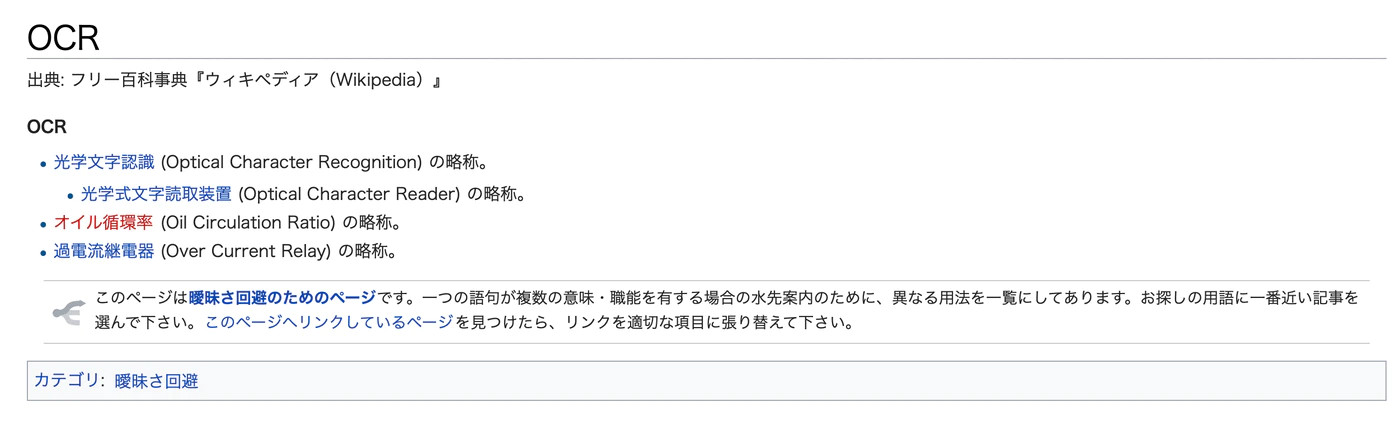 OCR
出典: フリー百科事典『ウィキペディア（Wikipedia）』
OCR
光学文字認識 (Optical Character Recognition) の略称。
光学式文字読取装置 (Optical Character Reader) の略称。
オイル循環率 (Oil Circulation Ratio) の略称。
過電流継電器 (Over Current Relay) の略称。
このページは曖昧さ回避のためのページです。一つの語句が複数の意味・職能を有する場合の水先案内のために、異なる用法を一覧にしてあります。お探しの用語に一番近い記事を
選んで下さい。このページへリンクしているページを見つけたら、リンクを適切な項目に張り替えて下さい。
カテゴリ: 曖昧さ回避